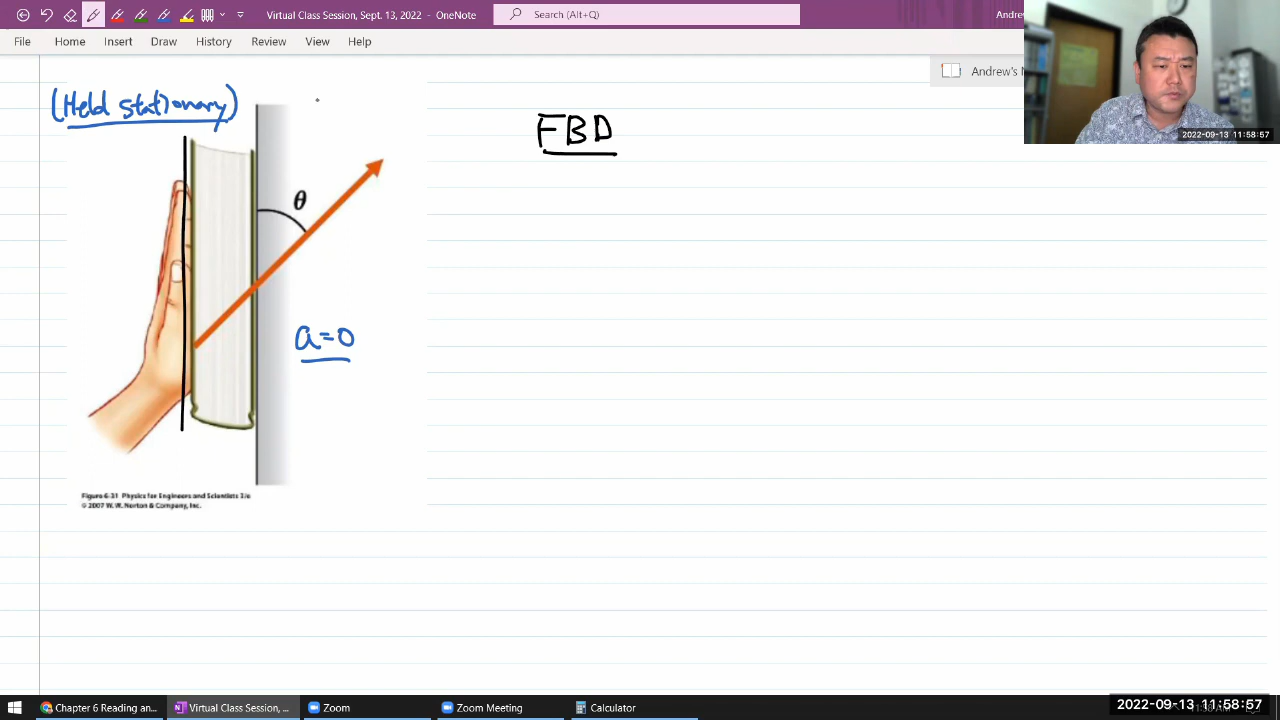 Virtual Class Session, Sept. 13, 2022 - OneNote
Search (Alt+Q)
Andrew
File Home Insert Draw History Review View Help
Andrew's N
2022-09-13 11:58:57
(Held stationary)
FBD
θ
a=0
Figure 6-31 Physics for Engineers and Scientists 3/e
© 2007 W. W. Norton & Company, Inc.
Chapter 6 Reading an...
Virtual Class Session,...
Zoom
Zoom Meeting
Calculator
2022-09-13 11:58:57